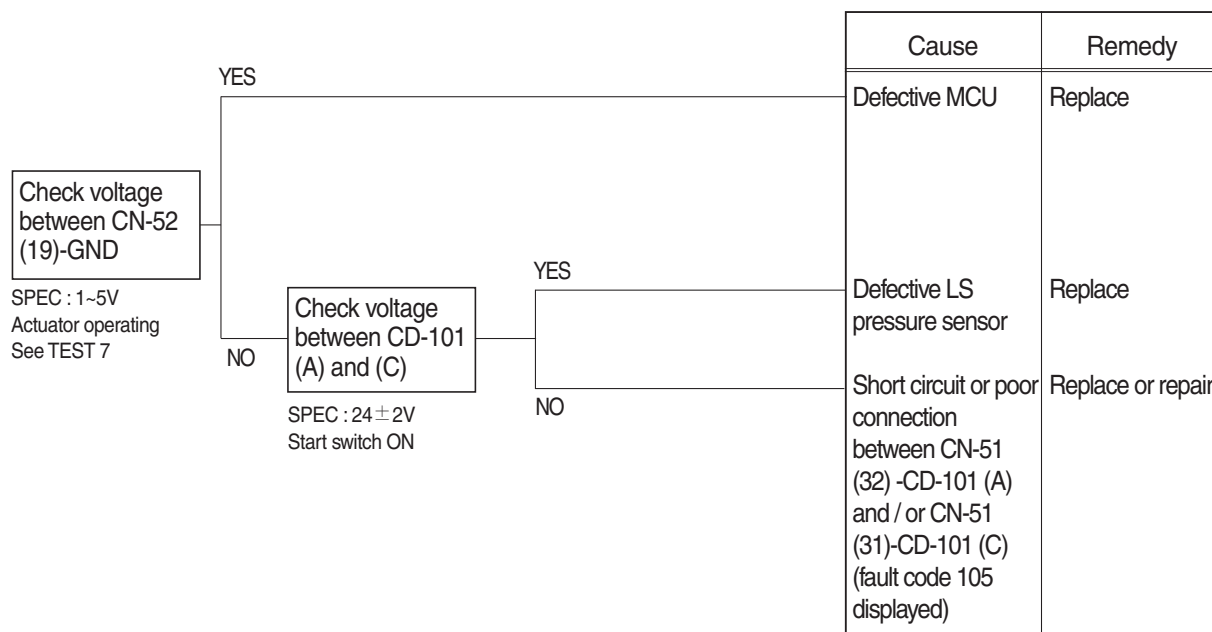 Cause
Remedy
YES
Defective MCU
Replace
Check voltage
between CN-52
(19)-GND
SPEC : 1~5V
Actuator operating
See TEST 7
NO
Check voltage
between CD-101
(A) and (C)
SPEC : 24±2V
Start switch ON
YES
Defective LS
pressure sensor
Replace
NO
Short circuit or poor
connection
between CN-51
(32) -CD-101 (A)
and / or CN-51
(31)-CD-101 (C)
(fault code 105
displayed)
Replace or repair